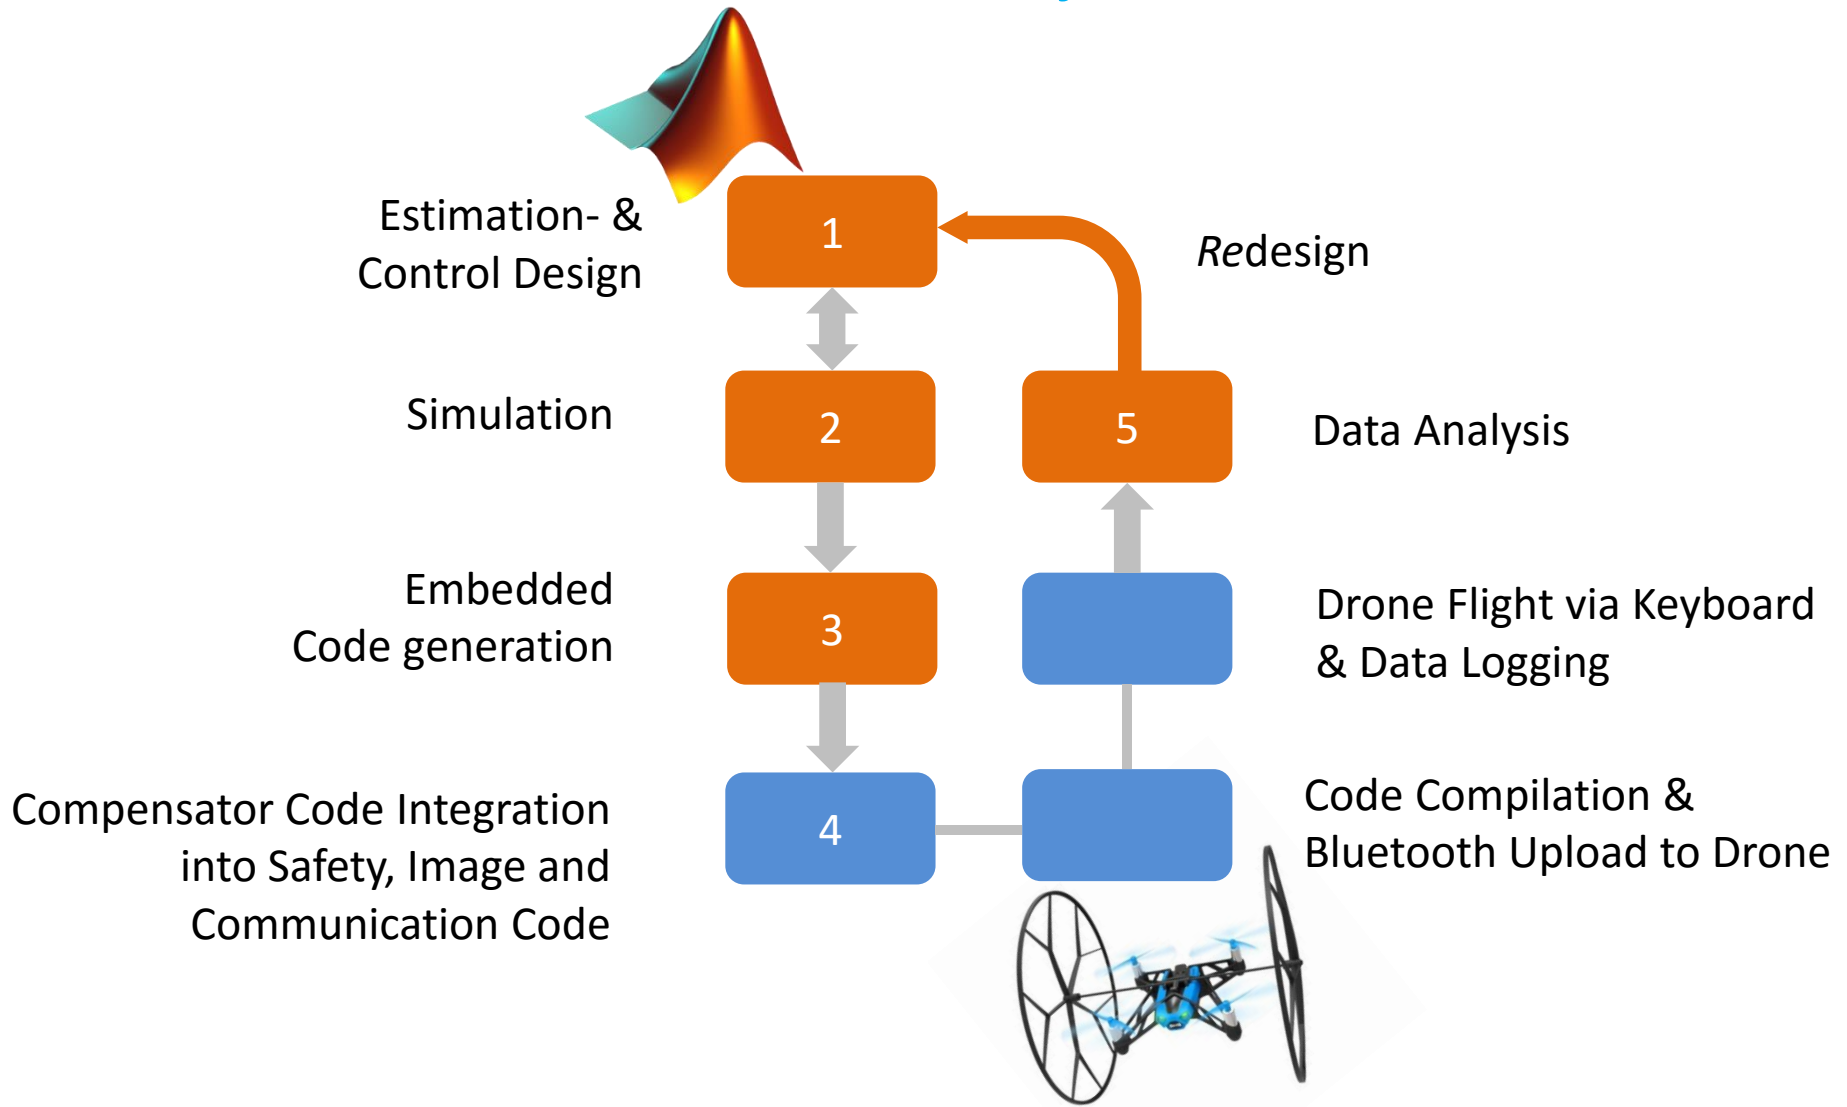 Estimation- &
Control Design
1
Redesign
Simulation
2
5
Data Analysis
Embedded
Code generation
3
Drone Flight via Keyboard
& Data Logging
Compensator Code Integration
into Safety, Image and
Communication Code
4
Code Compilation &
Bluetooth Upload to Drone